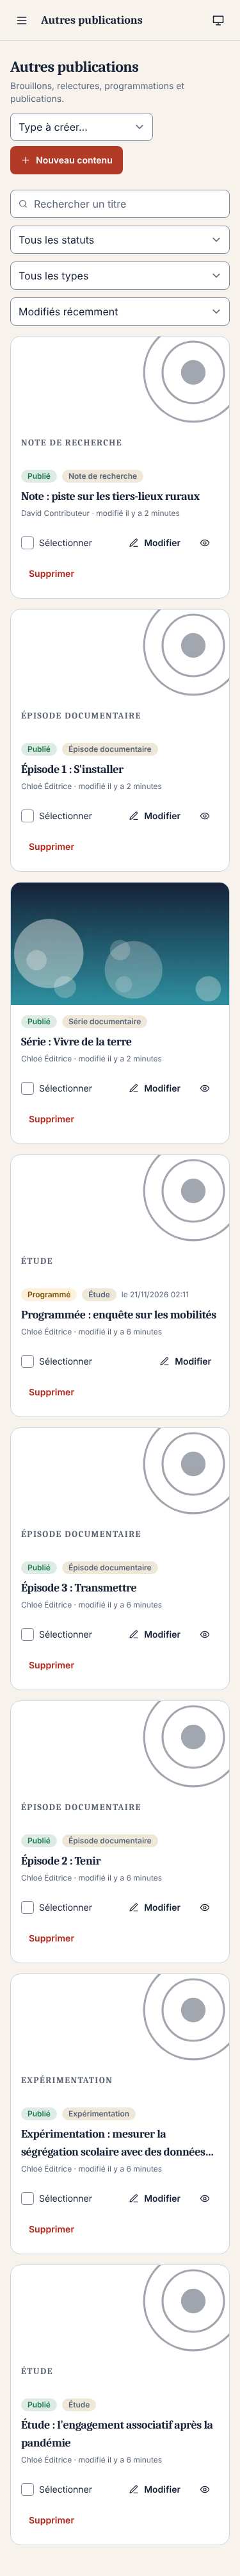 Autres publications
Autres publications
Brouillons, relectures, programmations et
publications.
Type à créer...
Nouveau contenu
Rechercher un titre
Tous les statuts
Tous les types
Modifiés récemment
NOTE DE RECHERCHE
Publié Note de recherche
Note : piste sur les tiers-lieux ruraux
David Contributeur · modifié il y a 2 minutes
Sélectionner Modifier
Supprimer
ÉPISODE DOCUMENTAIRE
Publié Épisode documentaire
Épisode 1 : S'installer
Chloé Éditrice · modifié il y a 2 minutes
Sélectionner Modifier
Supprimer
Publié Série documentaire
Série : Vivre de la terre
Chloé Éditrice · modifié il y a 2 minutes
Sélectionner Modifier
Supprimer
ÉTUDE
Programmé Étude le 21/11/2026 02:11
Programmée : enquête sur les mobilités
Chloé Éditrice · modifié il y a 6 minutes
Sélectionner Modifier
Supprimer
ÉPISODE DOCUMENTAIRE
Publié Épisode documentaire
Épisode 3 : Transmettre
Chloé Éditrice · modifié il y a 6 minutes
Sélectionner Modifier
Supprimer
ÉPISODE DOCUMENTAIRE
Publié Épisode documentaire
Épisode 2 : Tenir
Chloé Éditrice · modifié il y a 6 minutes
Sélectionner Modifier
Supprimer
EXPÉRIMENTATION
Publié Expérimentation
Expérimentation : mesurer la
ségrégation scolaire avec des données...
Chloé Éditrice · modifié il y a 6 minutes
Sélectionner Modifier
Supprimer
ÉTUDE
Publié Étude
Étude : l'engagement associatif après la
pandémie
Chloé Éditrice · modifié il y a 6 minutes
Sélectionner Modifier
Supprimer